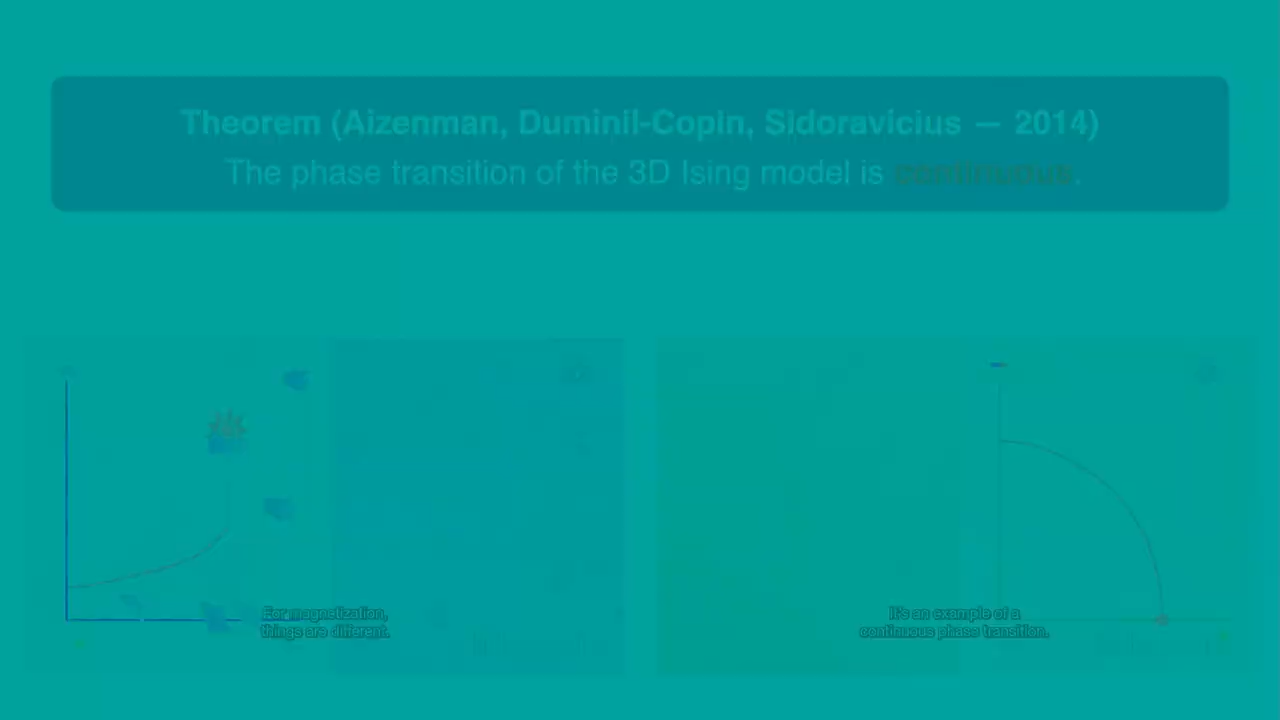 Theorem (Aizenman, Duminil-Copin, Sidoravicius — 2014)
The phase transition of the 3D Ising model is continuous.
For magnetization,
things are different.
It's an example of a
continuous phase transition.